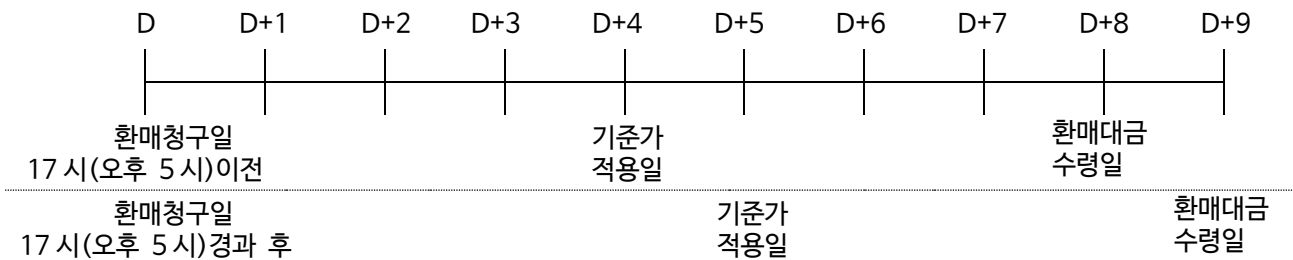 D D+1 D+2 D+3 D+4 D+5 D+6 D+7 D+8 D+9
환매청구일 기준가 환매대금
17 시(오후 5 시)이전 적용일 수령일
환매청구일 기준가 환매대금
17 시(오후 5 시)경과 후 적용일 수령일